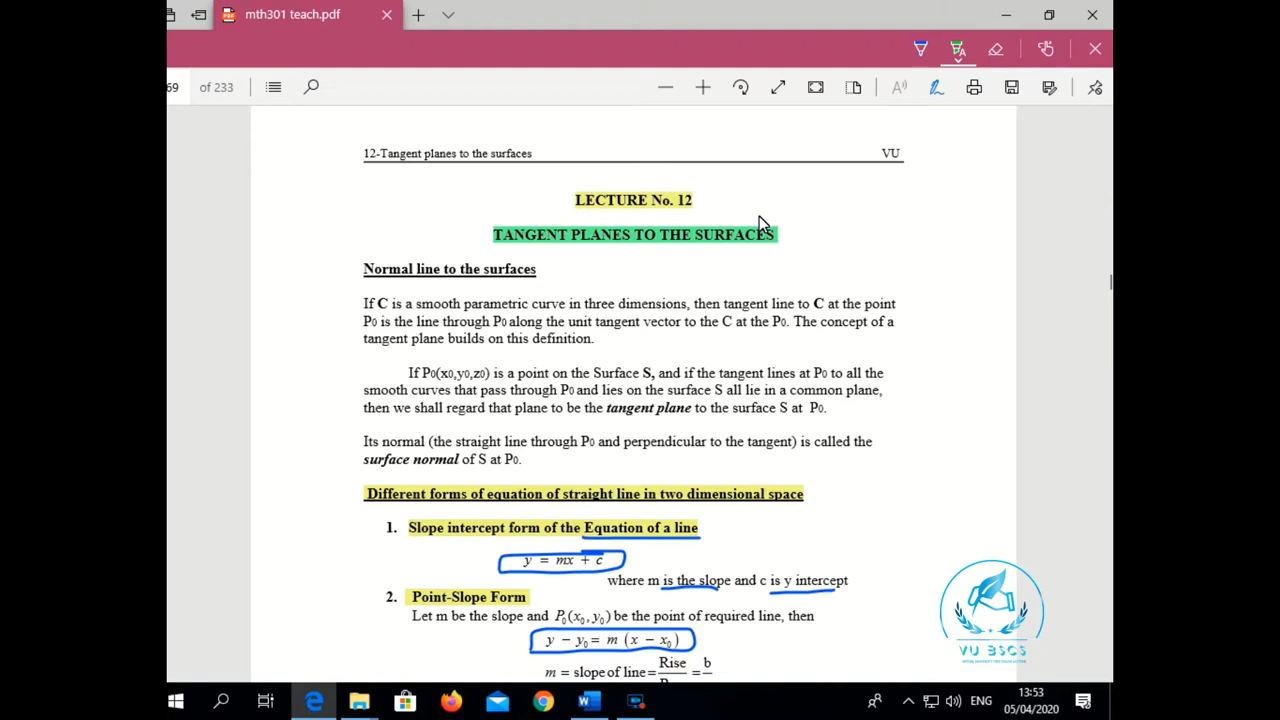 mth301 teach.pdf
69 of 233
12-Tangent planes to the surfaces VU
LECTURE No. 12
TANGENT PLANES TO THE SURFACES
Normal line to the surfaces
If C is a smooth parametric curve in three dimensions, then tangent line to C at the point
P0 is the line through P0 along the unit tangent vector to the C at the P0. The concept of a
tangent plane builds on this definition.
If P0(x0,y0,z0) is a point on the Surface S, and if the tangent lines at P0 to all the
smooth curves that pass through P0 and lies on the surface S all lie in a common plane,
then we shall regard that plane to be the tangent plane to the surface S at P0.
Its normal (the straight line through P0 and perpendicular to the tangent) is called the
surface normal of S at P0.
Different forms of equation of straight line in two dimensional space
1. Slope intercept form of the Equation of a line
y = mx + c
where m is the slope and c is y intercept
2. Point-Slope Form
Let m be the slope and P0(x0, y0) be the point of required line, then
y − y0 = m (x − x0)
m = slope of line = Rise = b
VU BSCS
ENG
13:53
05/04/2020